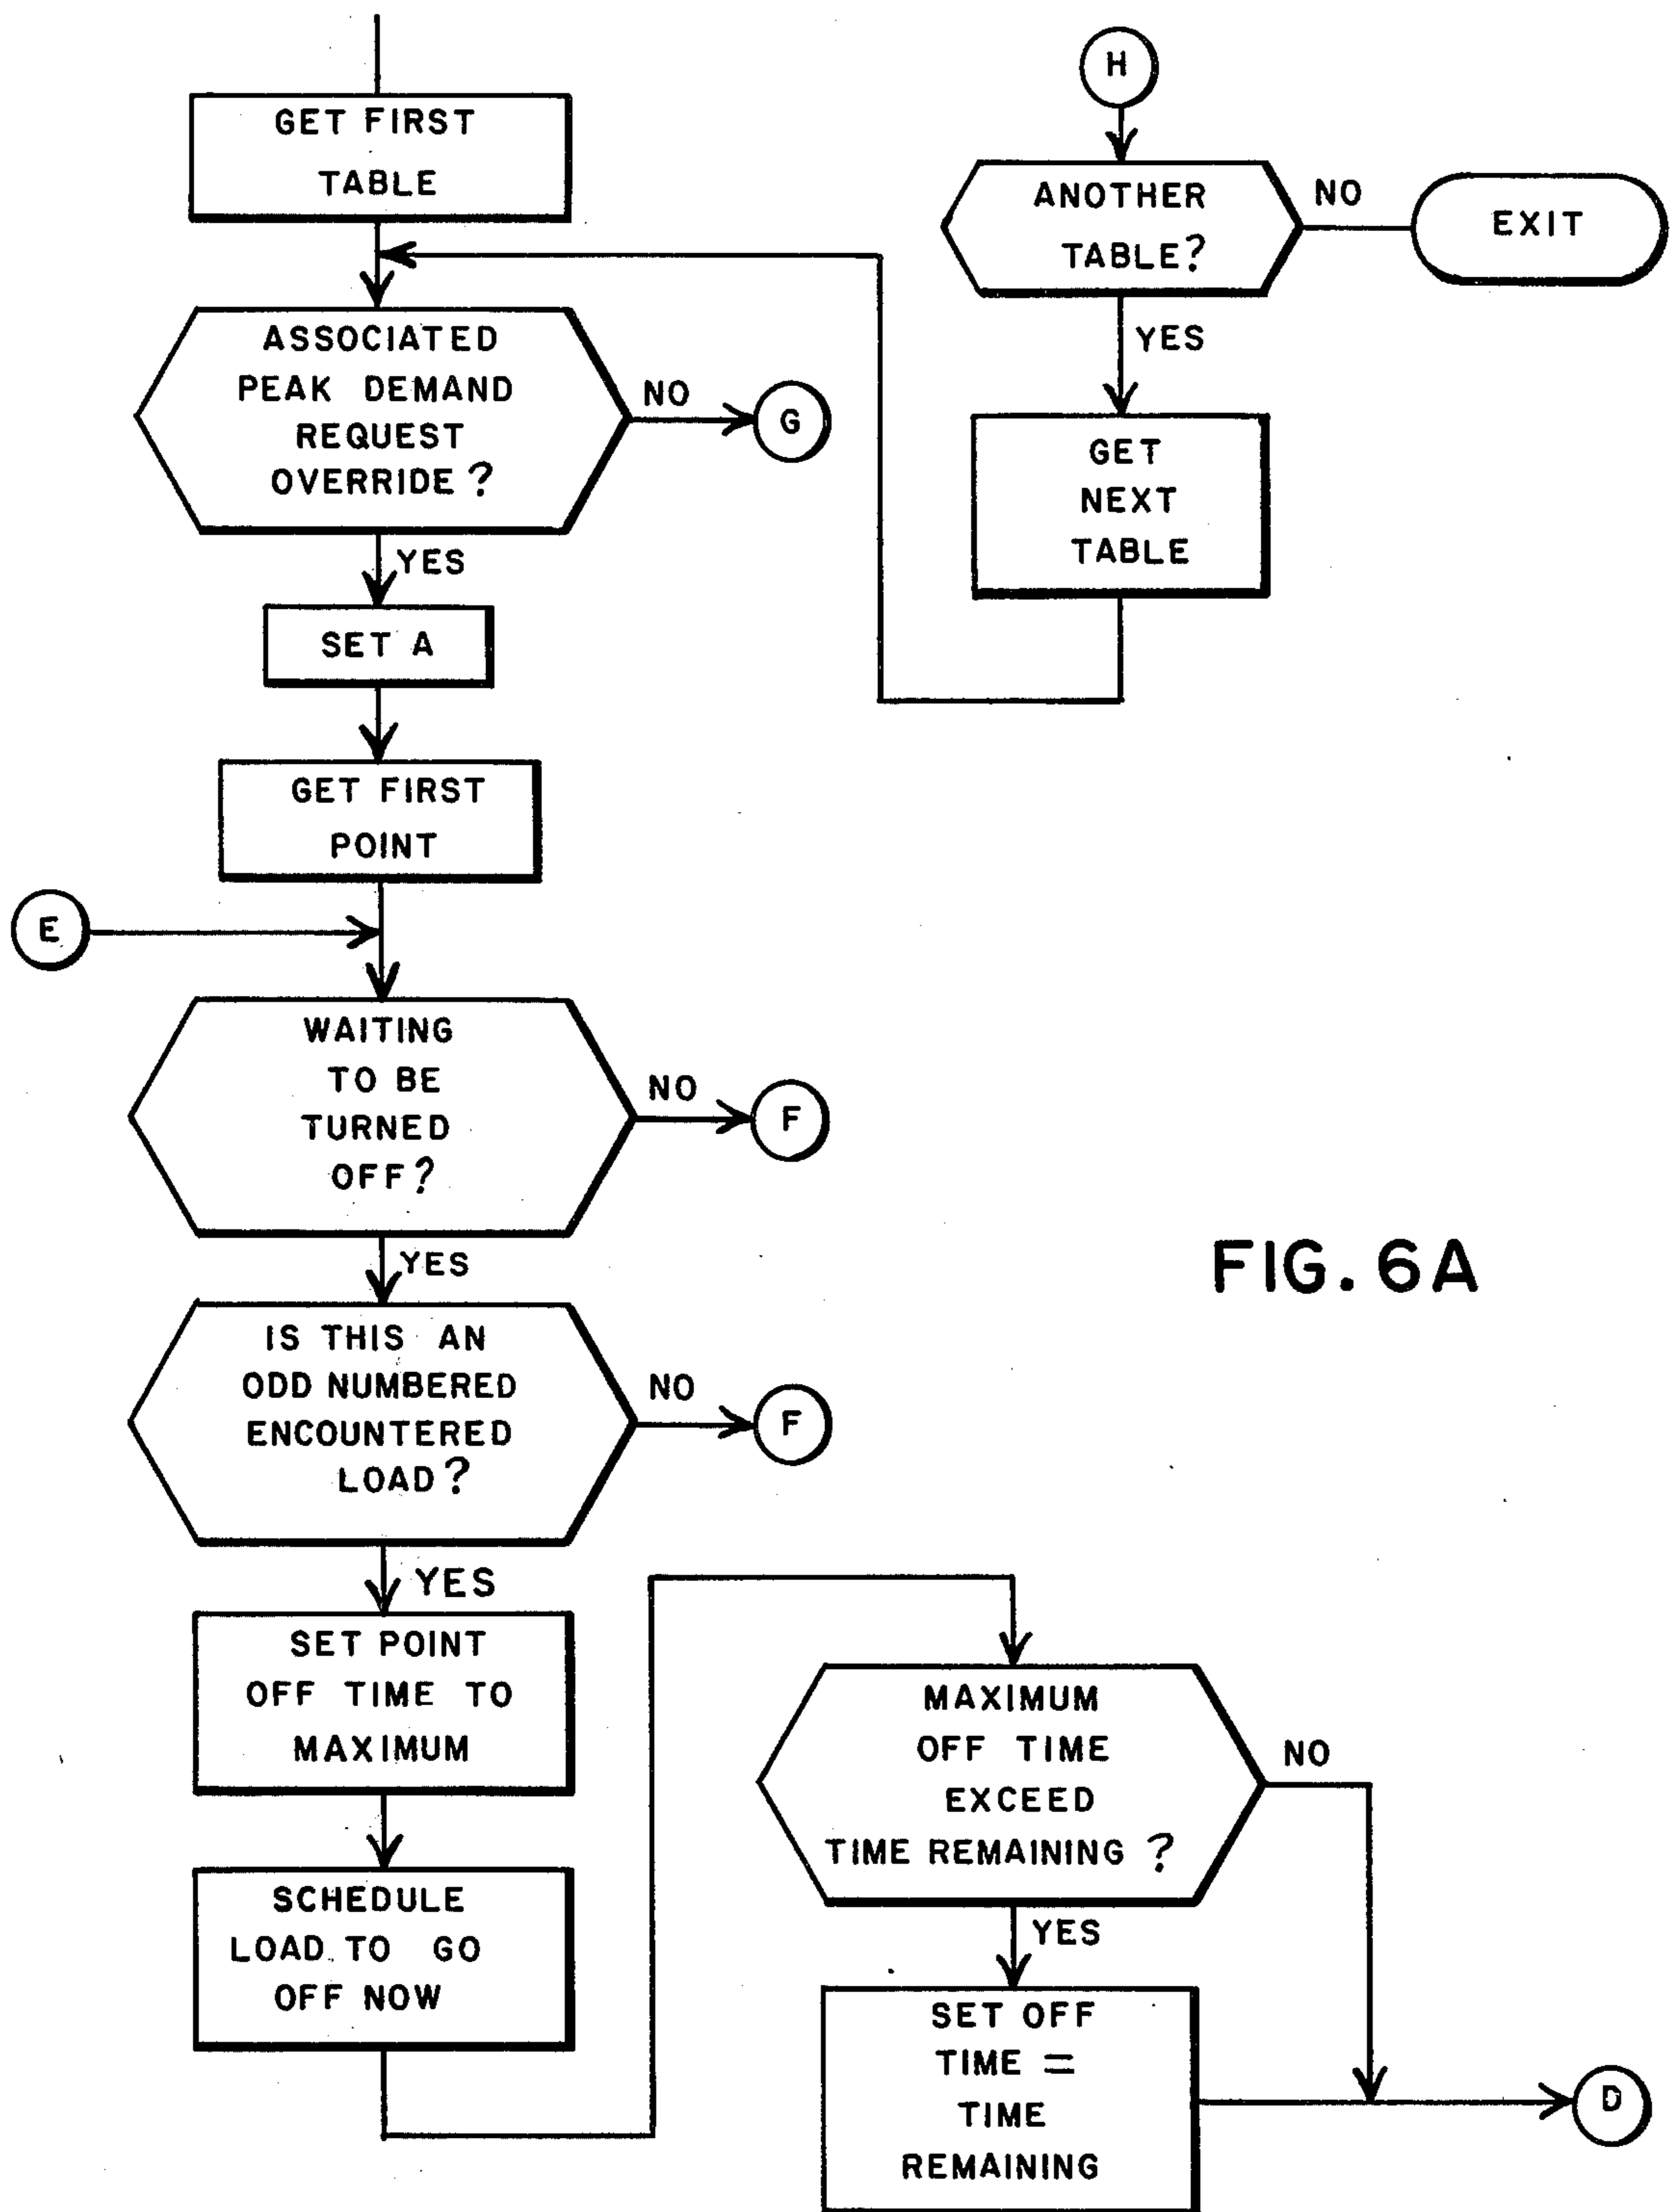 GET FIRST
TABLE
ASSOCIATED
PEAK DEMAND
REQUEST
OVERRIDE?
NO
G
YES
SET A
GET FIRST
POINT
E
WAITING
TO BE
TURNED
OFF?
NO
F
YES
IS THIS AN
ODD NUMBERED
ENCOUNTERED
LOAD?
NO
F
YES
SET POINT
OFF TIME TO
MAXIMUM
SCHEDULE
LOAD TO GO
OFF NOW
H
ANOTHER
TABLE?
NO
EXIT
YES
GET
NEXT
TABLE
FIG. 6A
MAXIMUM
OFF TIME
EXCEED
TIME REMAINING ?
NO
YES
SET OFF
TIME =
TIME
REMAINING
D